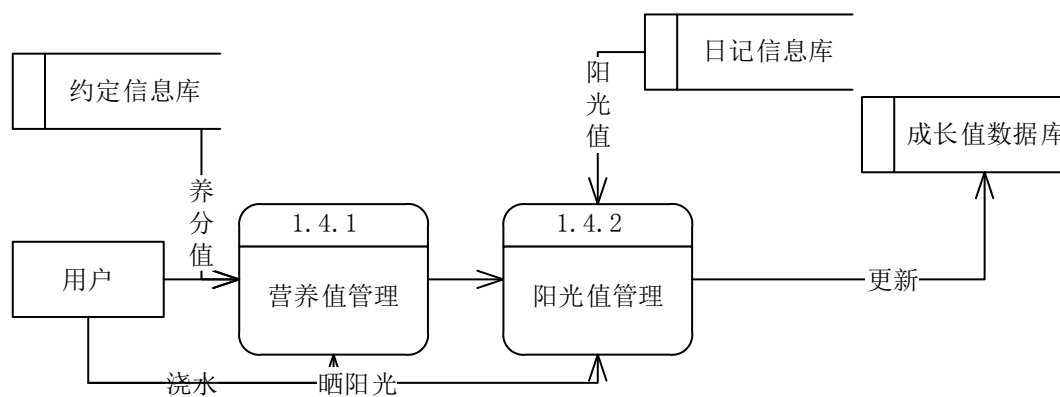 日记信息库
约定信息库
阳光值
成长值数据库
养分值
1.4.1
1.4.2
用户
营养值管理
阳光值管理
更新
浇水
晒阳光